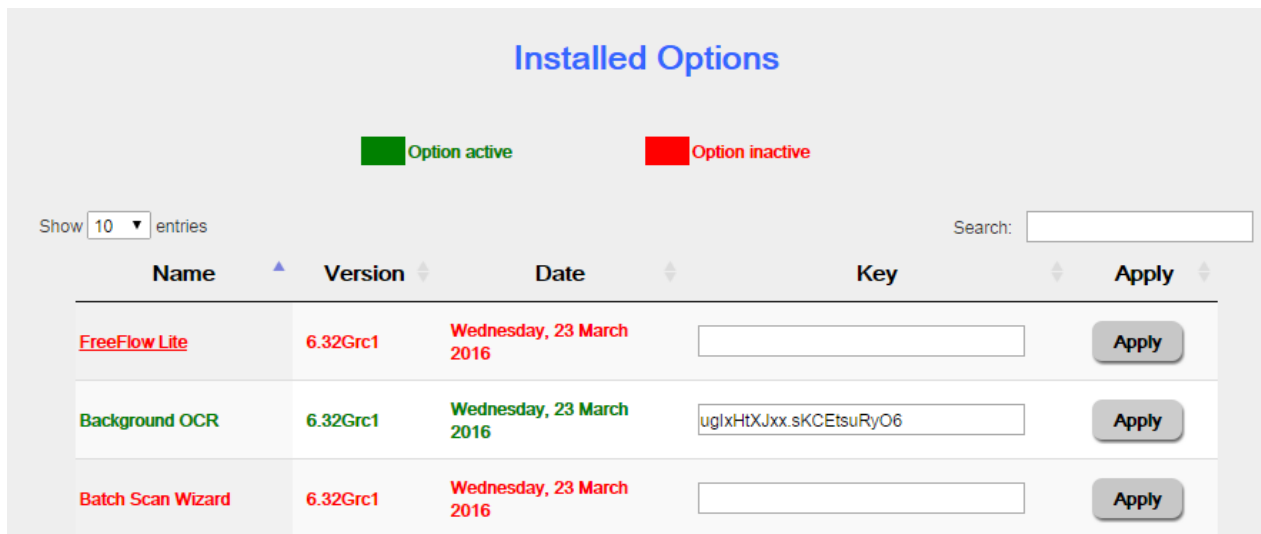 Installed Options
Option active Option inactive
Show 10 entries Search:
Name Version Date Key Apply
FreeFlow Lite 6.32Grc1 Wednesday, 23 March
2016 Apply
Background OCR 6.32Grc1 Wednesday, 23 March
2016 ugIxHtXJxx.sKCEtsuRyO6 Apply
Batch Scan Wizard 6.32Grc1 Wednesday, 23 March
2016 Apply